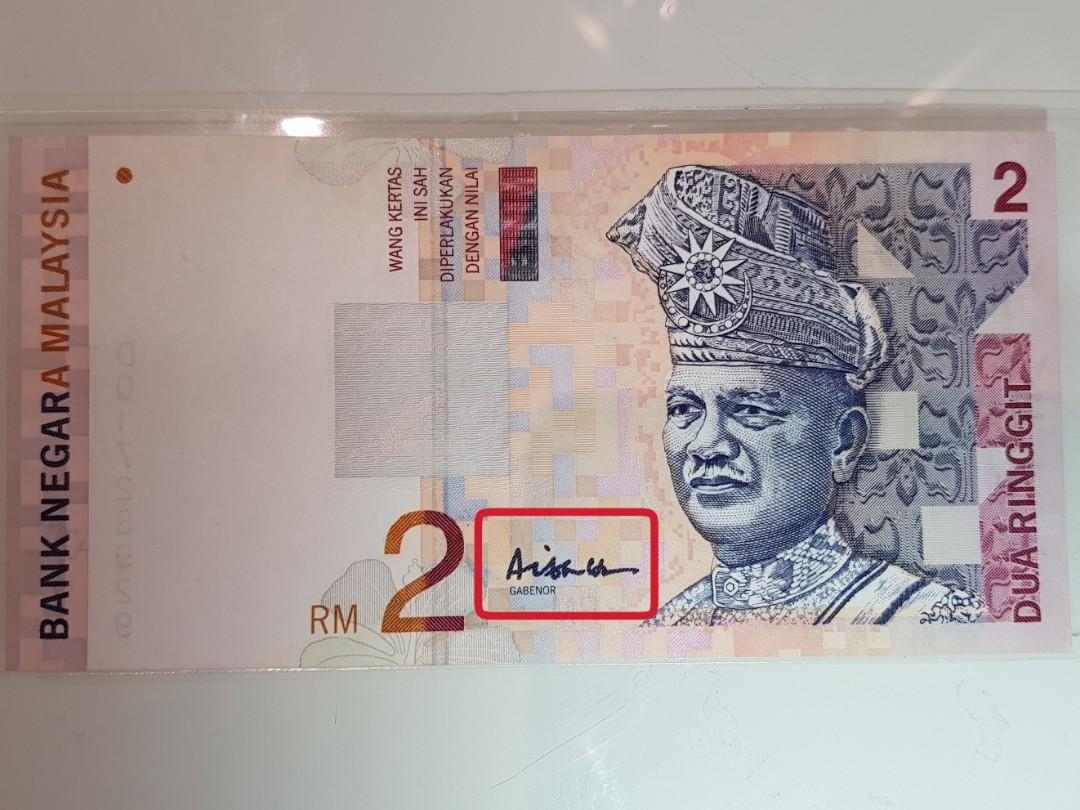 BANK NEGARA MALAYSIA
WANG KERTAS
INI SAH
DIPERLAKUKAN
DENGAN NILAI
2
RM 2
GABENOR
DUA RINGGIT